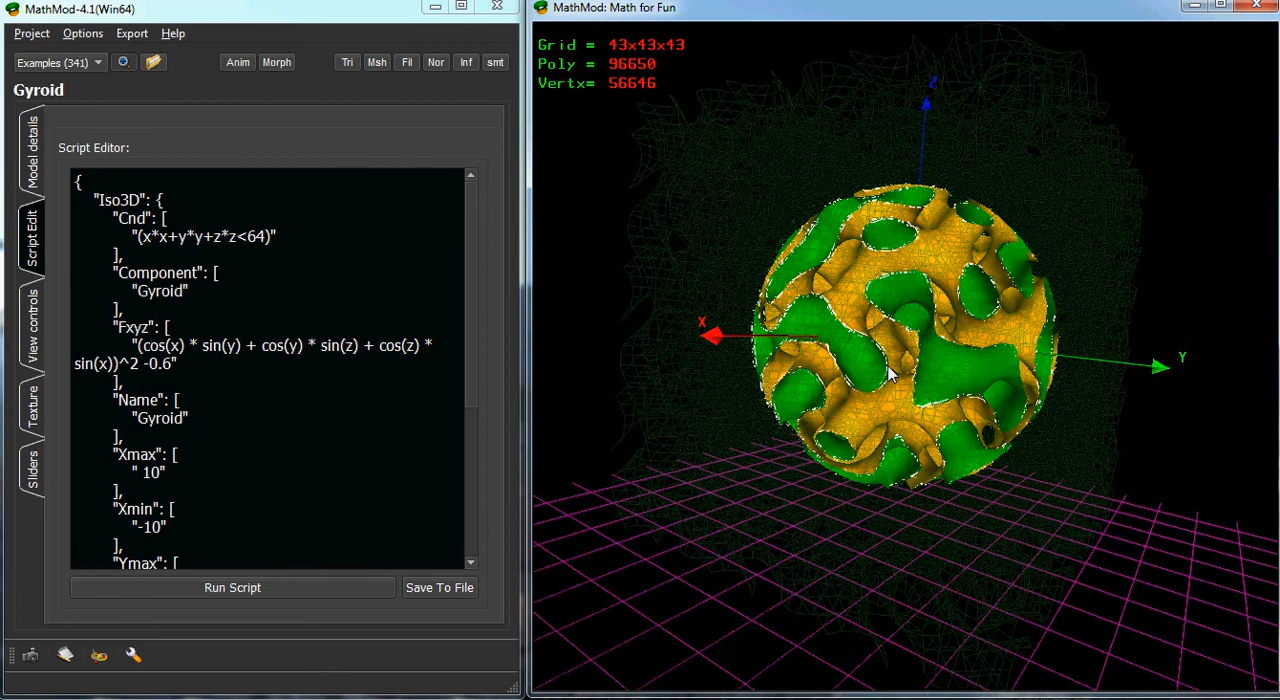 MathMod-4.1(Win64)
Project Options Export Help
Examples (341)
Anim Morph Tri Msh Fil Nor Inf smt
Gyroid
Model details
Script Edit
View controls
Texture
Sliders
Script Editor:
{
"Iso3D": {
"Cnd": [
"(x*x+y*y+z*z<64)"
],
"Component": [
"Gyroid"
],
"Fxyz": [
"(cos(x) * sin(y) + cos(y) * sin(z) + cos(z) *
sin(x))^2 -0.6"
],
"Name": [
"Gyroid"
],
"Xmax": [
" 10"
],
"Xmin": [
"-10"
],
"Ymax": [
Run Script
Save To File
MathMod: Math for Fun
Grid = 43x43x43
Poly = 96650
Vertx= 56646
Z
X
Y